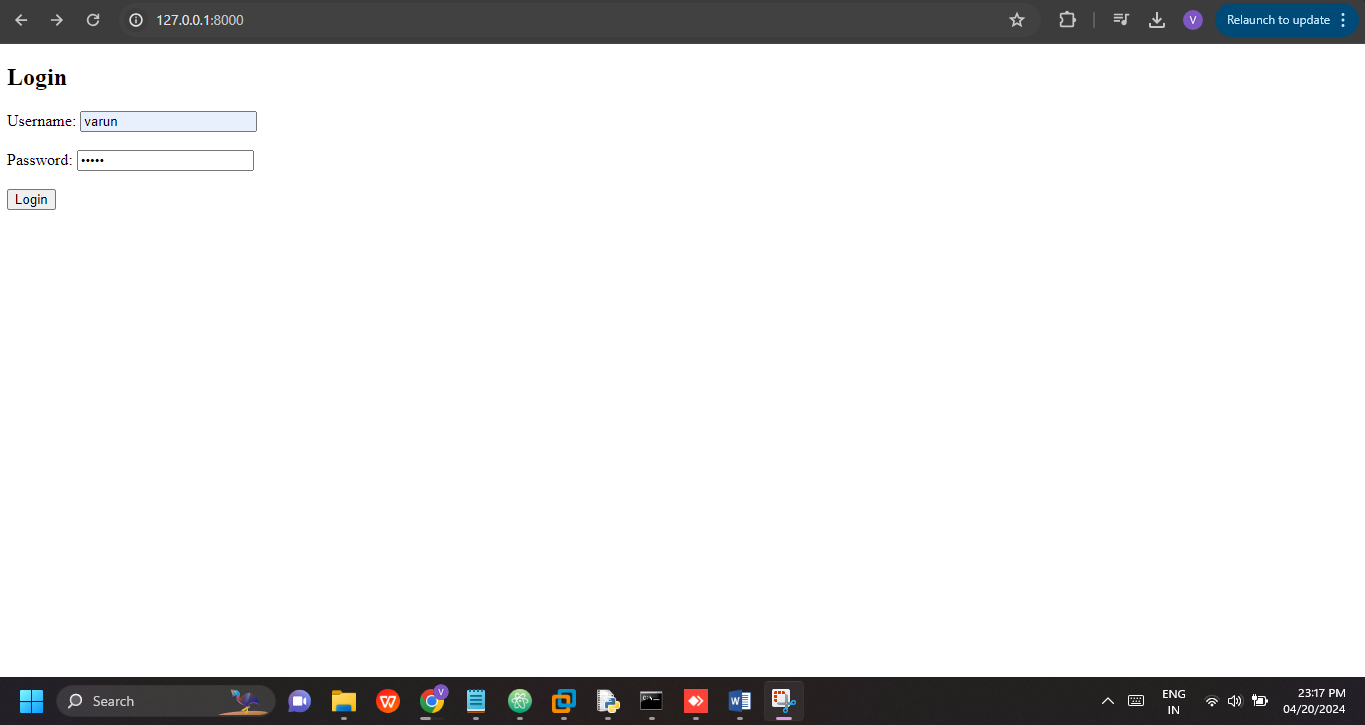 127.0.0.1:8000
V
Relaunch to update
Login
Username: varun
Password: •••••
Login
Search
V
ENG
IN
23:17 PM
04/20/2024